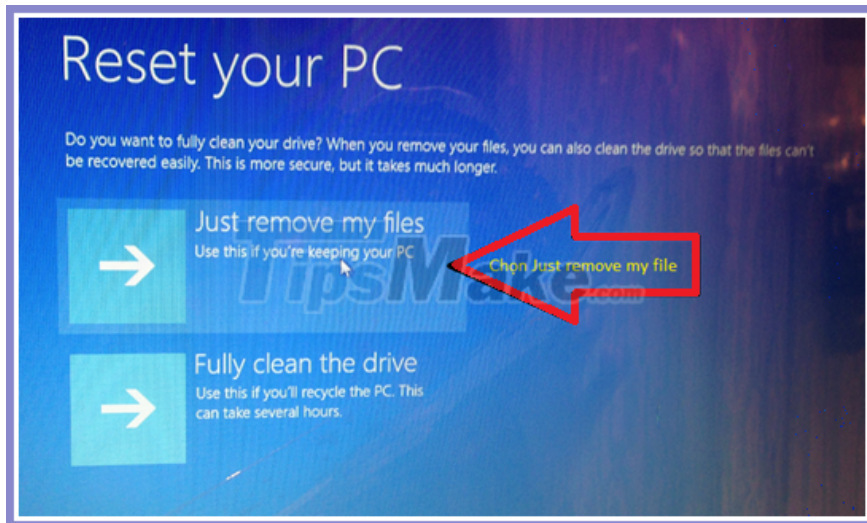 Reset your PC
Do you want to fully clean your drive? When you remove your files, you can also clean the drive so that the files can't
be recovered easily. This is more secure, but it takes much longer.
Just remove my files
Use this if you're keeping your PC
TipsMake.com
Chọn Just remove my file
Fully clean the drive
Use this if you'll recycle the PC. This
can take several hours.